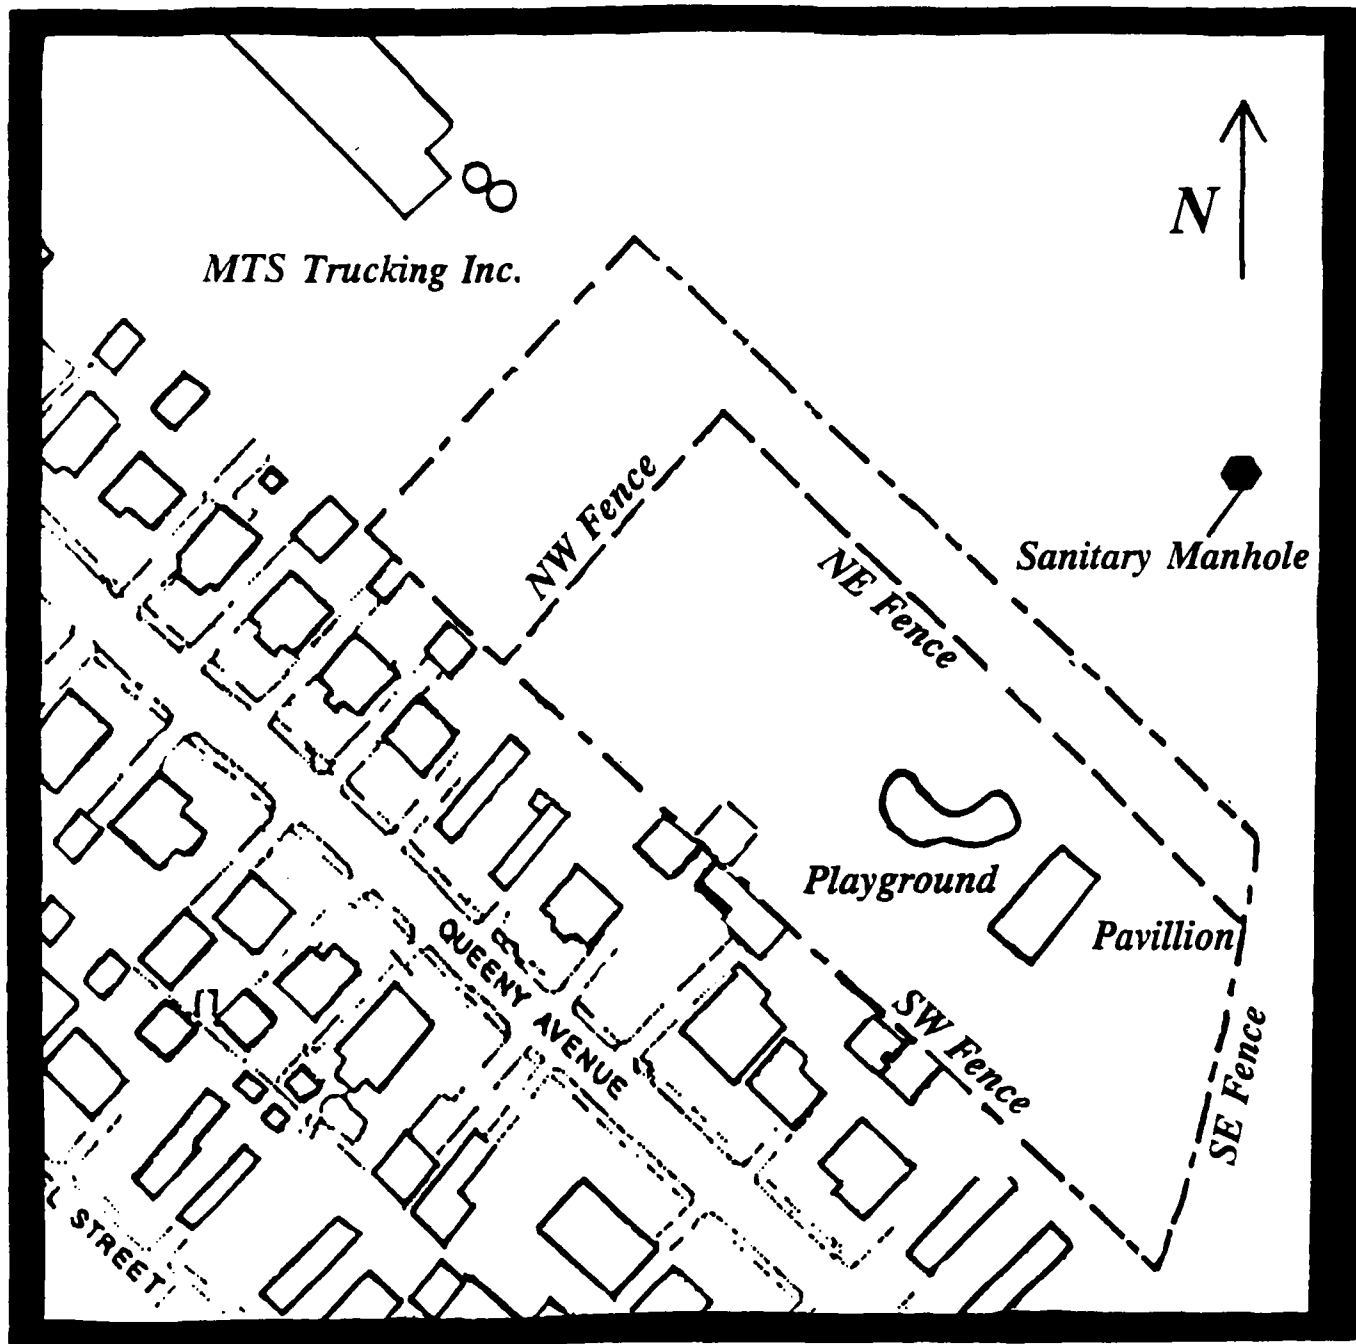 N
MTS Trucking Inc.
NW Fence
Sanitary Manhole
NE Fence
Playground
Pavillion
QUEENY AVENUE
SW Fence
SE Fence
STREET